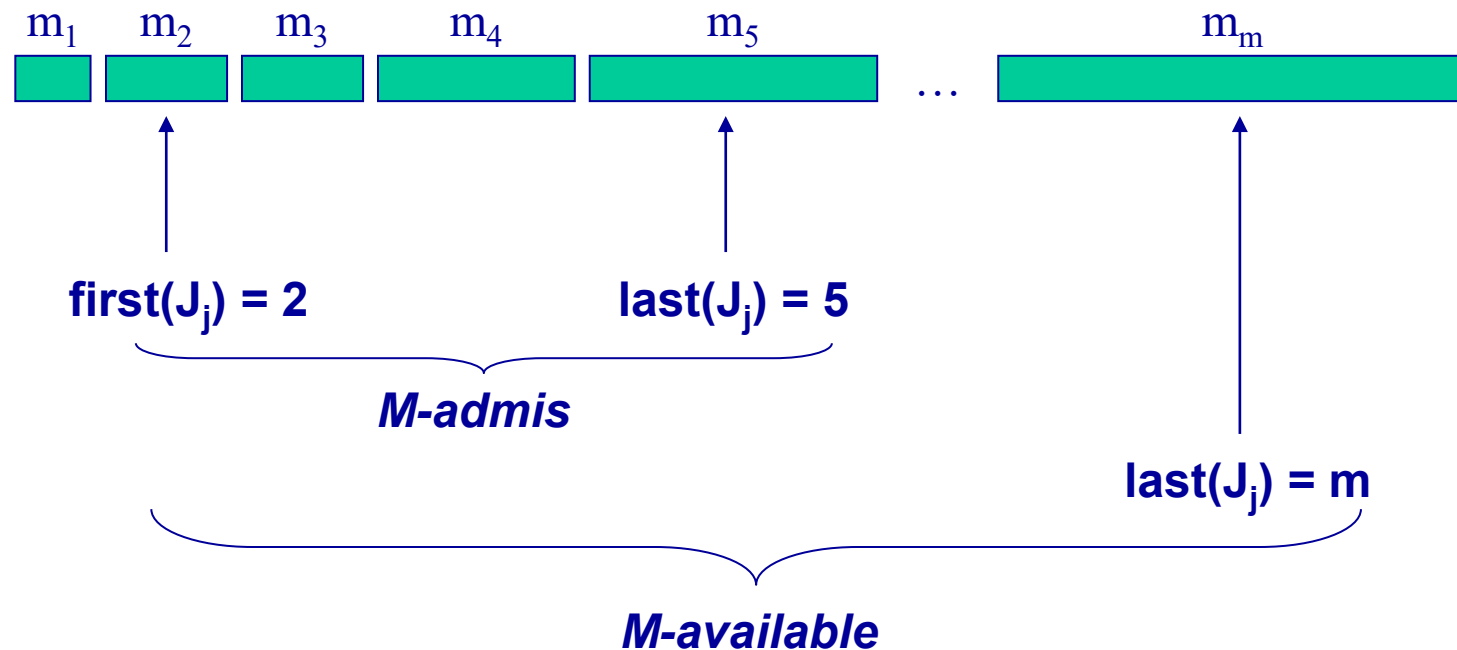 m₁ m₂ m₃ m₄ m₅ mₘ
…
first(Jⱼ) = 2 last(Jⱼ) = 5
M-admis
last(Jⱼ) = m
M-available